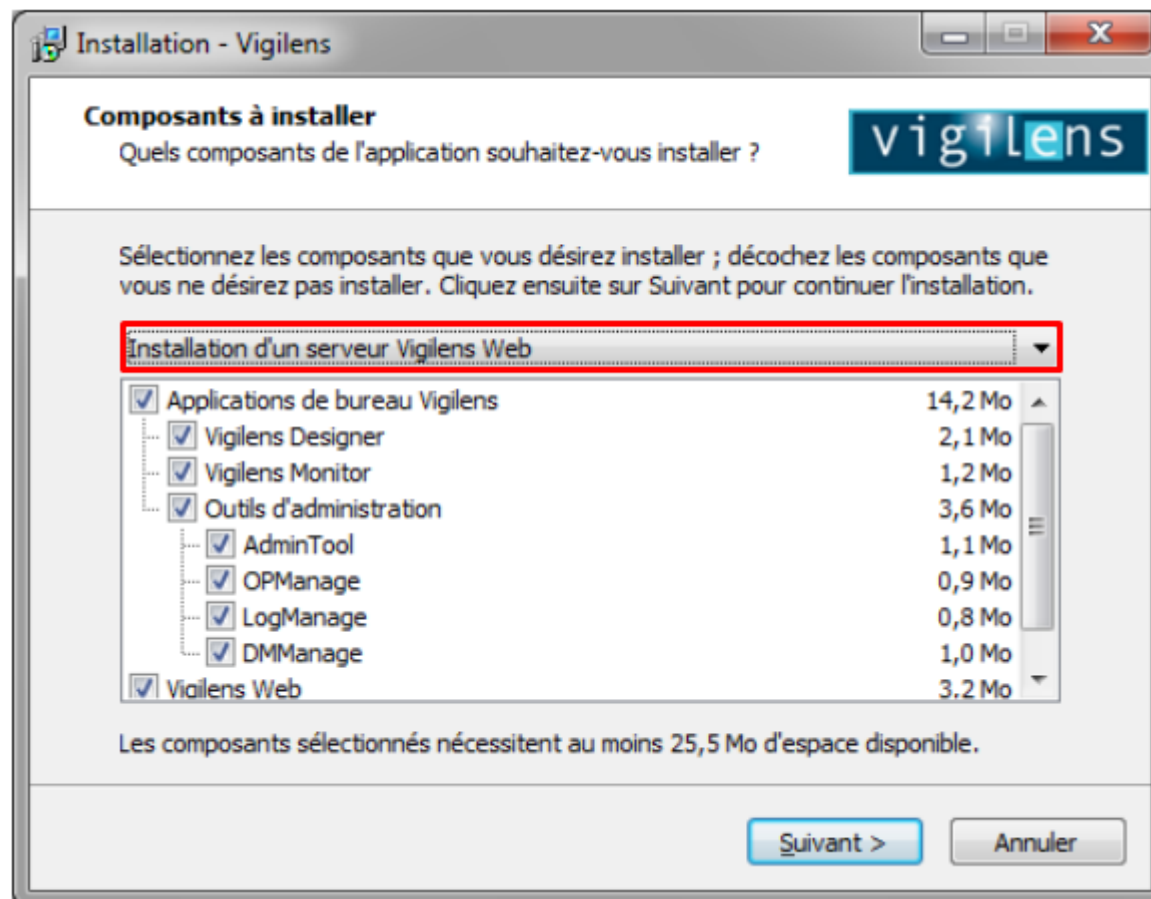 Installation - Vigilens
Composants à installer
Quels composants de l'application souhaitez-vous installer ?
vigilens
Sélectionnez les composants que vous désirez installer ; décochez les composants que
vous ne désirez pas installer. Cliquez ensuite sur Suivant pour continuer l'installation.
Installation d'un serveur Vigilens Web
Applications de bureau Vigilens 14,2 Mo
Vigilens Designer 2,1 Mo
Vigilens Monitor 1,2 Mo
Outils d'administration 3,6 Mo
AdminTool 1,1 Mo
OPManage 0,9 Mo
LogManage 0,8 Mo
DMManage 1,0 Mo
Vigilens Web 3,2 Mo
Les composants sélectionnés nécessitent au moins 25,5 Mo d'espace disponible.
Suivant > Annuler